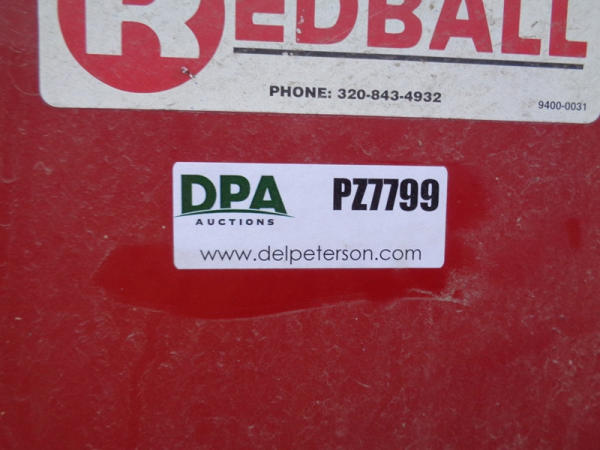 REDBALL
PHONE: 320-843-4932
9400-0031
DPA
AUCTIONS
PZ7799
www.delpeterson.com